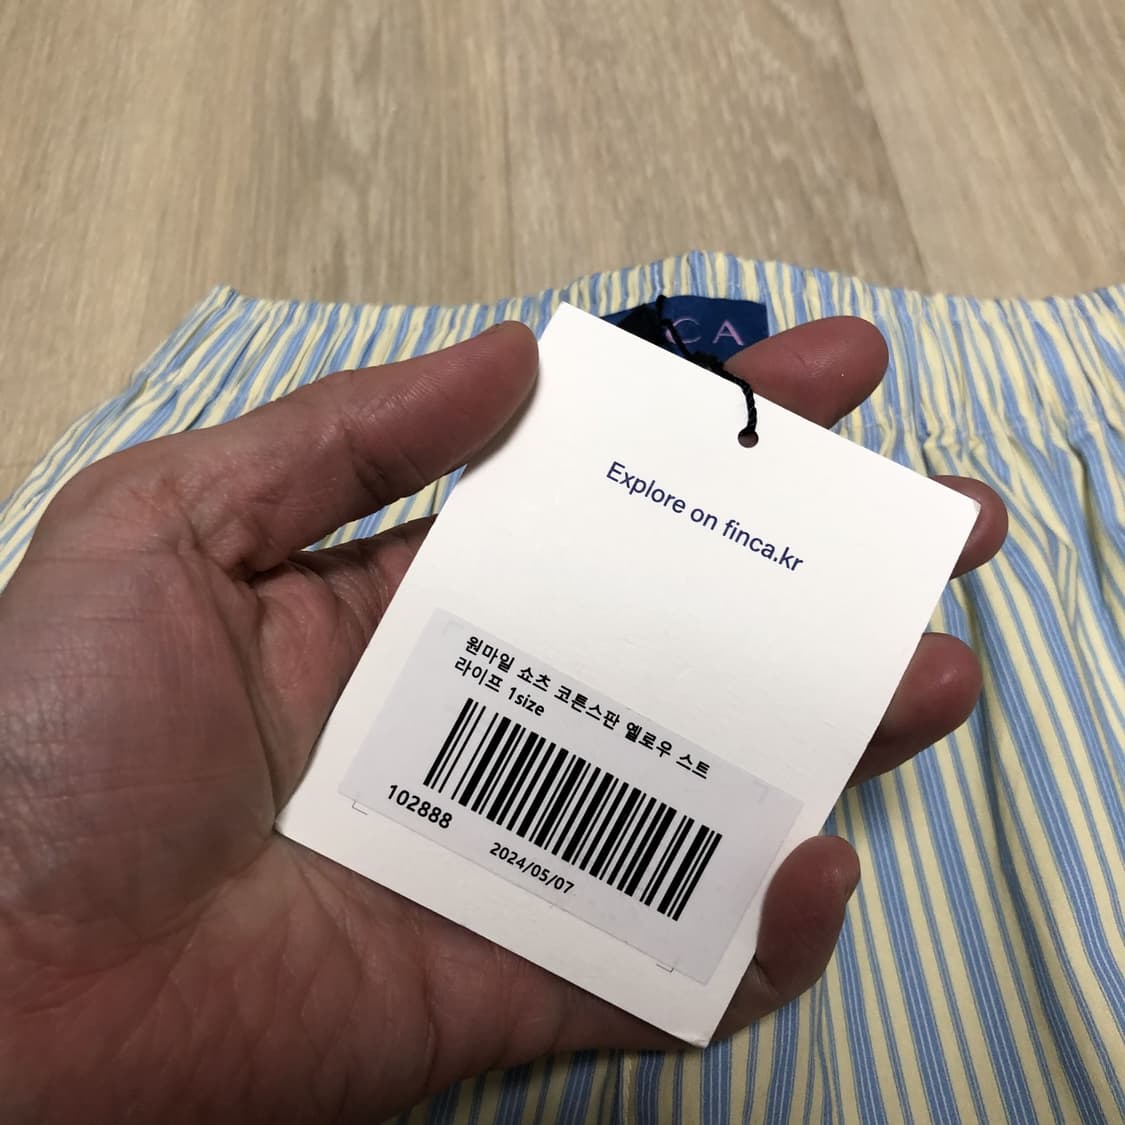 CA
Explore on finca.kr
원마일 쇼츠 코튼스판 옐로우 스트
라이프 1size
102888
2024/05/07